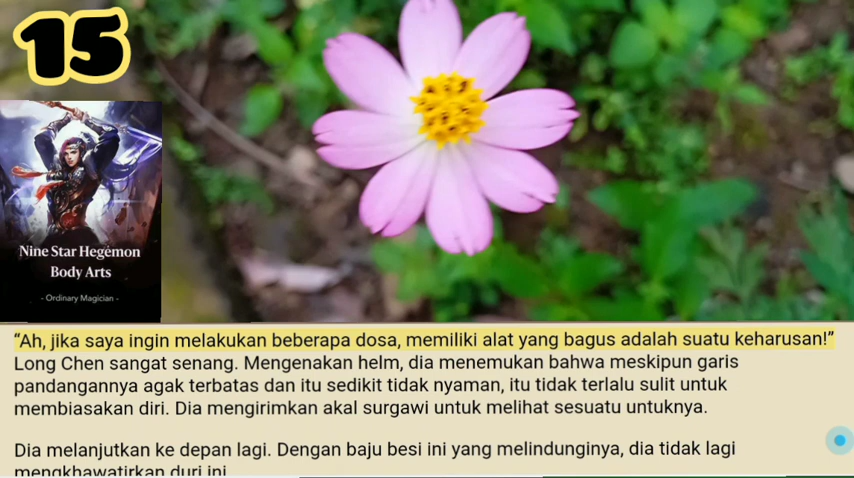 15
Nine Star Hegemon
Body Arts
- Ordinary Magician -
“Ah, jika saya ingin melakukan beberapa dosa, memiliki alat yang bagus adalah suatu keharusan!”
Long Chen sangat senang. Mengenakan helm, dia menemukan bahwa meskipun garis
pandangannya agak terbatas dan itu sedikit tidak nyaman, itu tidak terlalu sulit untuk
membiasakan diri. Dia mengirimkan akal surgawi untuk melihat sesuatu untuknya.
Dia melanjutkan ke depan lagi. Dengan baju besi ini yang melindunginya, dia tidak lagi
mengkhawatirkan duri ini